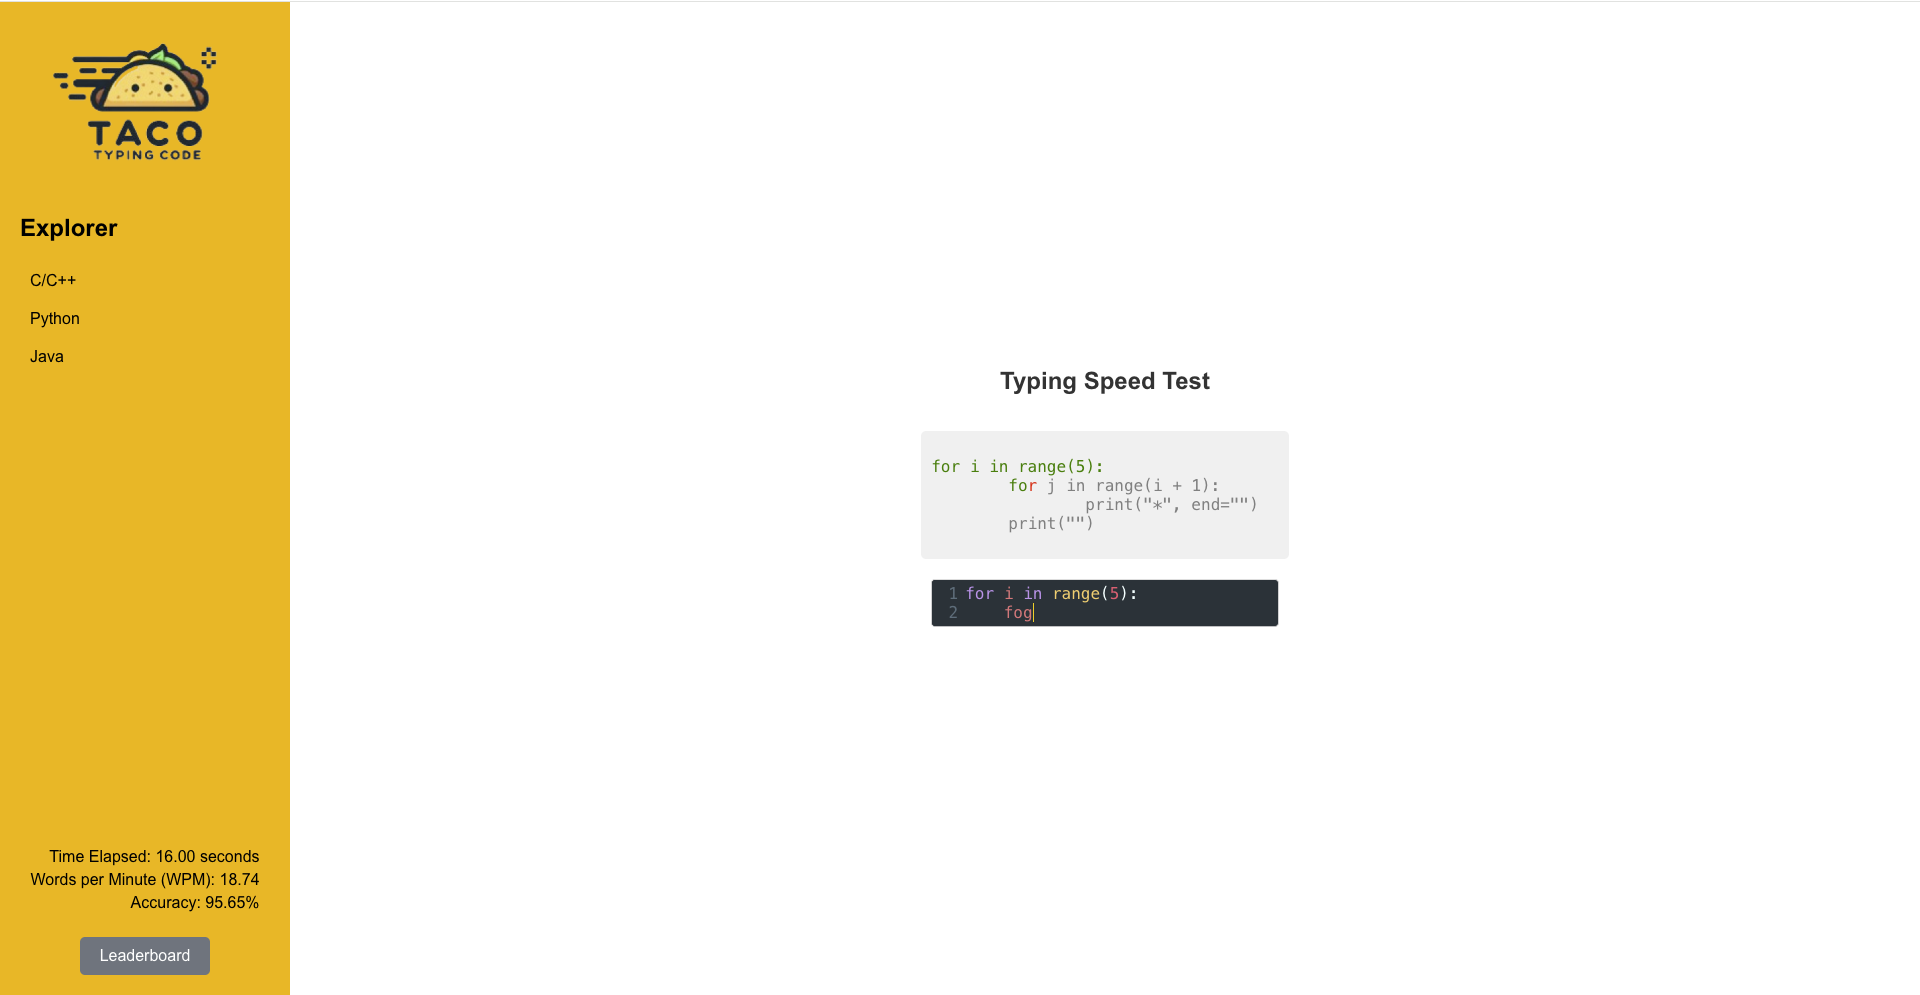 TACO
TYPING CODE
Explorer
C/C++
Python
Java
Typing Speed Test
for i in range(5):
        for j in range(i + 1):
                print("*", end="")
        print("")
1 for i in range(5):
2     fog
Time Elapsed: 16.00 seconds
Words per Minute (WPM): 18.74
Accuracy: 95.65%
Leaderboard